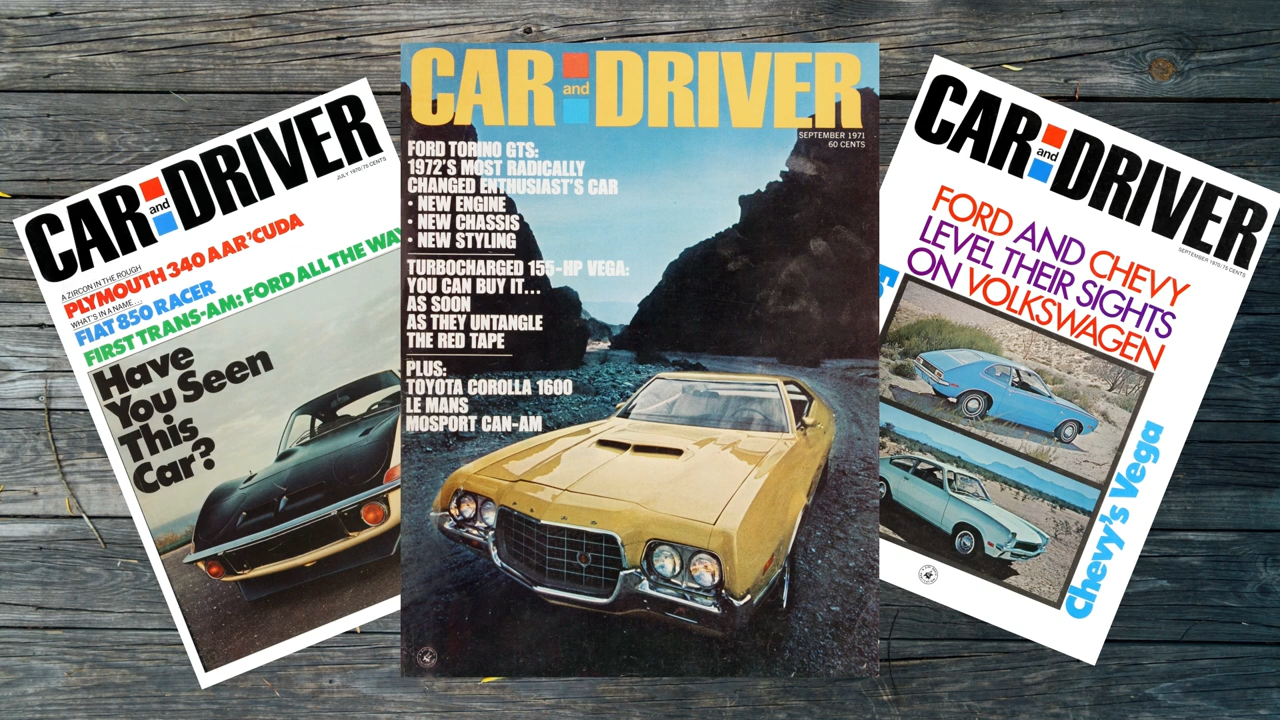 CAR and DRIVER
JULY 1970/75 CENTS
A ZIRCON IN THE ROUGH
PLYMOUTH 340 AAR 'CUDA
WHAT'S IN A NAME...
FIAT 850 RACER
FIRST TRANS-AM: FORD ALL THE WAY
Have
You Seen
This
Car?
CAR and DRIVER
SEPTEMBER 1971
60 CENTS
FORD TORINO GTS:
1972'S MOST RADICALLY
CHANGED ENTHUSIAST'S CAR
• NEW ENGINE
• NEW CHASSIS
• NEW STYLING
TURBOCHARGED 155-HP VEGA:
YOU CAN BUY IT...
AS SOON
AS THEY UNTANGLE
THE RED TAPE
PLUS:
TOYOTA COROLLA 1600
LE MANS
MOSPORT CAN-AM
FORD
CAR and DRIVER
SEPTEMBER 1970/75 CENTS
FORD AND CHEVY
LEVEL THEIR SIGHTS
ON VOLKSWAGEN
Chevy's Vega